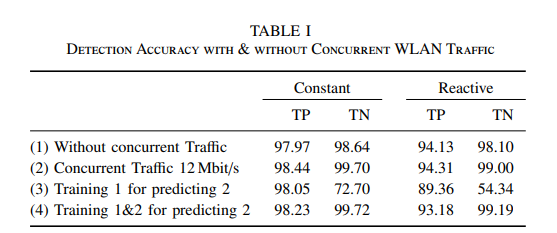 TABLE I
Detection Accuracy with & without Concurrent WLAN Traffic
Constant Reactive
TP TN TP TN
(1) Without concurrent Traffic 97.97 98.64 94.13 98.10
(2) Concurrent Traffic 12 Mbit/s 98.44 99.70 94.31 99.00
(3) Training 1 for predicting 2 98.05 72.70 89.36 54.34
(4) Training 1&2 for predicting 2 98.23 99.72 93.18 99.19